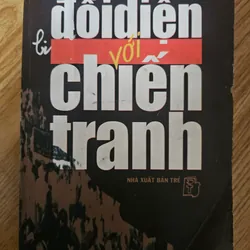 đối diện
với
chiến
tranh
NHÀ XUẤT BẢN TRẺ